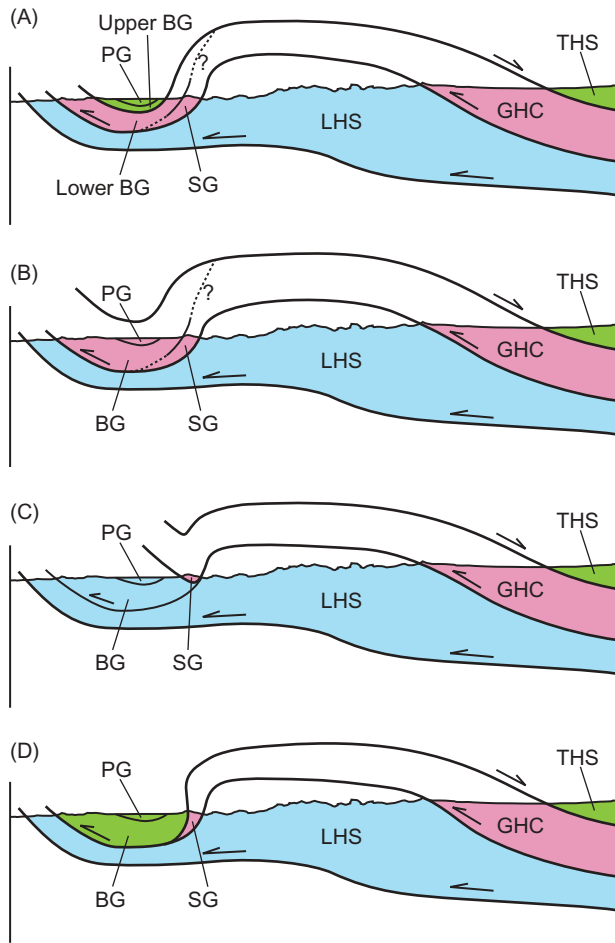 (A)
Upper BG
PG
?
THS
LHS
GHC
Lower BG
SG
(B)
PG
?
THS
LHS
GHC
BG
SG
(C)
PG
THS
LHS
GHC
BG
SG
(D)
PG
THS
LHS
GHC
BG
SG